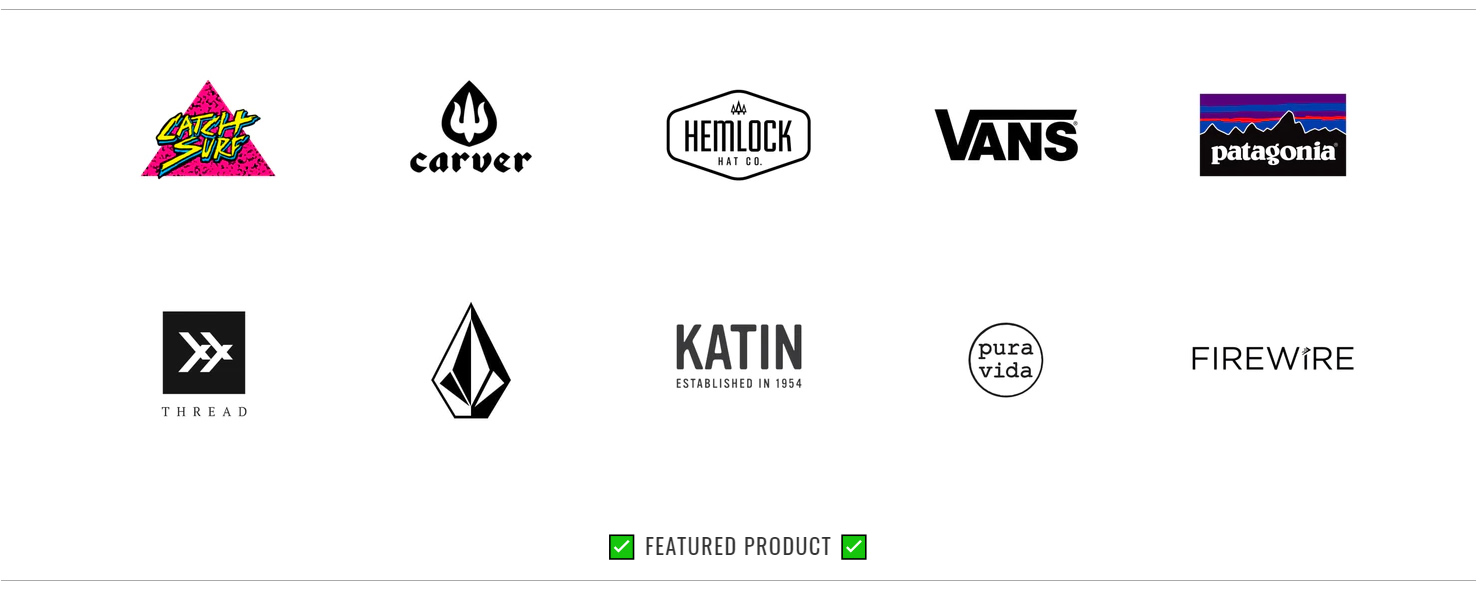 CATCH
SURF
carver
HEMLOCK
HAT CO.
VANS
patagonia
THREAD
KATIN
ESTABLISHED IN 1954
pura
vida
FIREWIRE
FEATURED PRODUCT